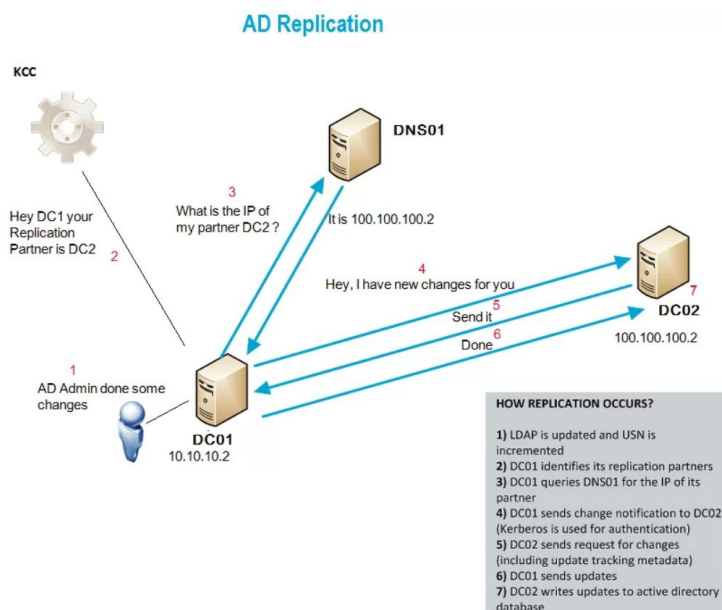 AD Replication
KCC
DNS01
3
What is the IP of
my partner DC2 ?
It is 100.100.100.2
Hey DC1 your
Replication
Partner is DC2
2
4
Hey, I have new changes for you
5
Send it
6
Done
7
DC02
100.100.100.2
1
AD Admin done some
changes
DC01
10.10.10.2
HOW REPLICATION OCCURS?
1) LDAP is updated and USN is
incremented
2) DC01 identifies its replication partners
3) DC01 queries DNS01 for the IP of its
partner
4) DC01 sends change notification to DC02
(Kerberos is used for authentication)
5) DC02 sends request for changes
(including update tracking metadata)
6) DC01 sends updates
7) DC02 writes updates to active directory
database